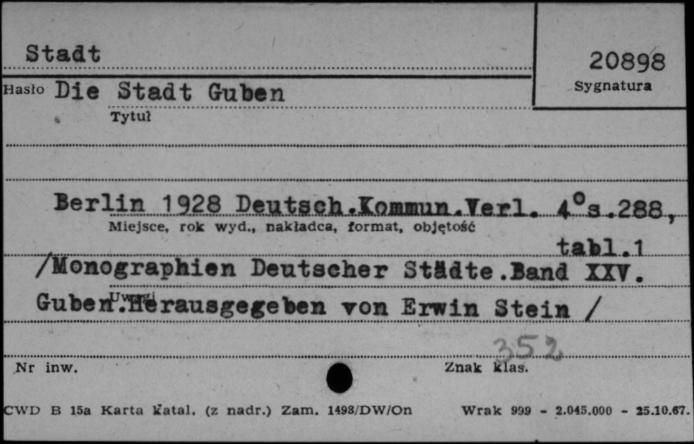 Stadt
20898
Hasło Die Stadt Guben
Sygnatura
Tytuł
Berlin 1928 Deutsch.Kommun.Verl. 4°s.288,
Miejsce, rok wyd., nakładca, format, objętość
tabl.1
/Monographien Deutscher Städte.Band XXV.
Uwagi
Guben.Herausgegeben von Erwin Stein /
352
Nr inw.
Znak klas.
CWD B 15a Karta katal. (z nadr.) Zam. 1498/DW/On Wrak 999 - 2.045.000 - 25.10.67.